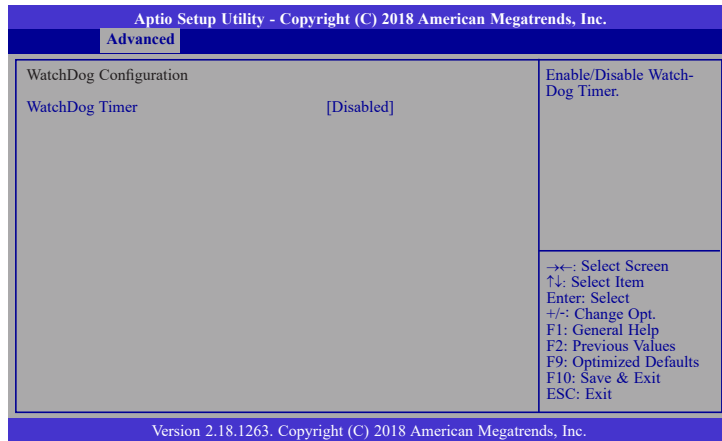 Aptio Setup Utility - Copyright (C) 2018 American Megatrends, Inc.
Advanced
WatchDog Configuration
WatchDog Timer [Disabled]
Enable/Disable Watch-
Dog Timer.
→←: Select Screen
↑↓: Select Item
Enter: Select
+/-: Change Opt.
F1: General Help
F2: Previous Values
F9: Optimized Defaults
F10: Save & Exit
ESC: Exit
Version 2.18.1263. Copyright (C) 2018 American Megatrends, Inc.